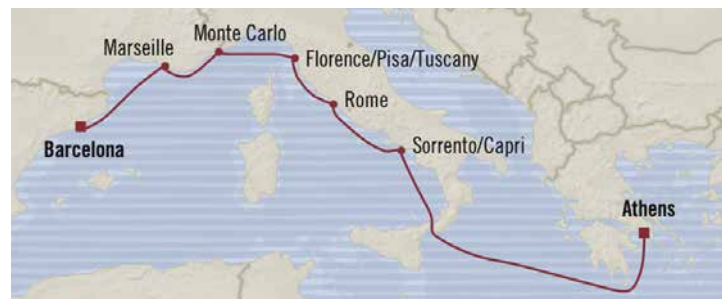 Monte Carlo
Marseille
Florence/Pisa/Tuscany
Rome
Barcelona
Sorrento/Capri
Athens